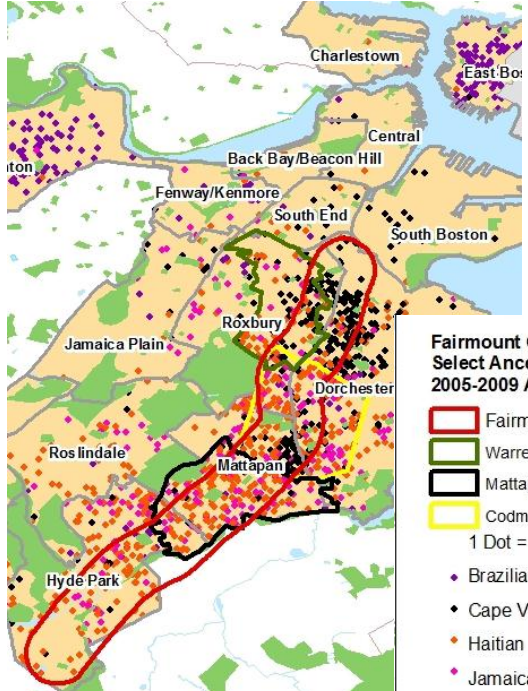 Charlestown
East Bos
Central
nton
Back Bay/Beacon Hill
Fenway/Kenmore
South End
South Boston
Roxbury
Jamaica Plain
Dorchester
Roslindale
Mattapan
Hyde Park
Fairmount
Select Ance
2005-2009 A
Fairm
Warre
Matta
Codm
1 Dot =
Brazilia
Cape V
Haitian
Jamaica